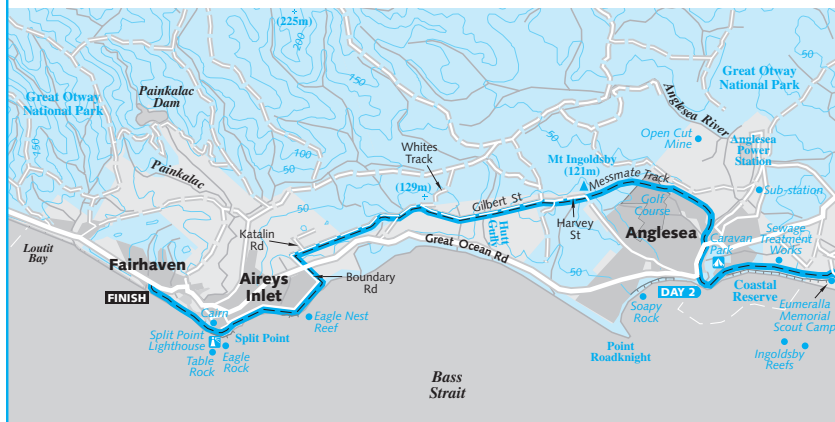 (225m)
200
150
50
Great Otway
National Park
Painkalac
Dam
150
Painkalac
100
50
50
Whites
Track
(129m)
Gilbert St
Hutt
Gully
50
Mt Ingoldsby
(121m)
Messmate Track
Harvey
St
Golf
Course
Anglesea
Anglesea River
Open Cut
Mine
Great Otway
National Park
Anglesea
Power
Station
Sub-station
Sewage
Treatment
Works
Caravan
Park
Coastal
Reserve
Eumeralla
Memorial
Scout Camp
Ingoldsby
Reefs
DAY 2
Soapy
Rock
Point
Roadknight
50
Great Ocean Rd
Katalin
Rd
Boundary
Rd
Aireys
Inlet
Eagle Nest
Reef
Loutit
Bay
Fairhaven
FINISH
Cairn
Split Point
Lighthouse
Split Point
Table
Rock
Eagle
Rock
Bass
Strait